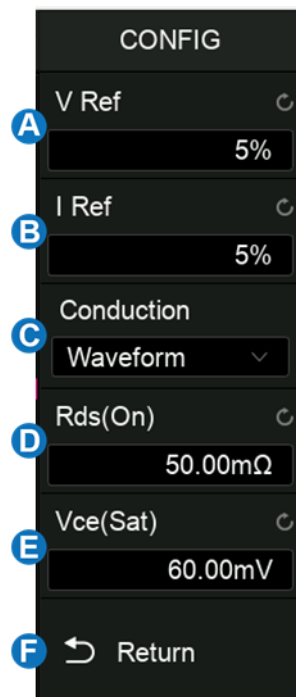 CONFIG
V Ref
A
5%
I Ref
B
5%
Conduction
C
Waveform
Rds(On)
D
50.00mΩ
Vce(Sat)
E
60.00mV
F Return